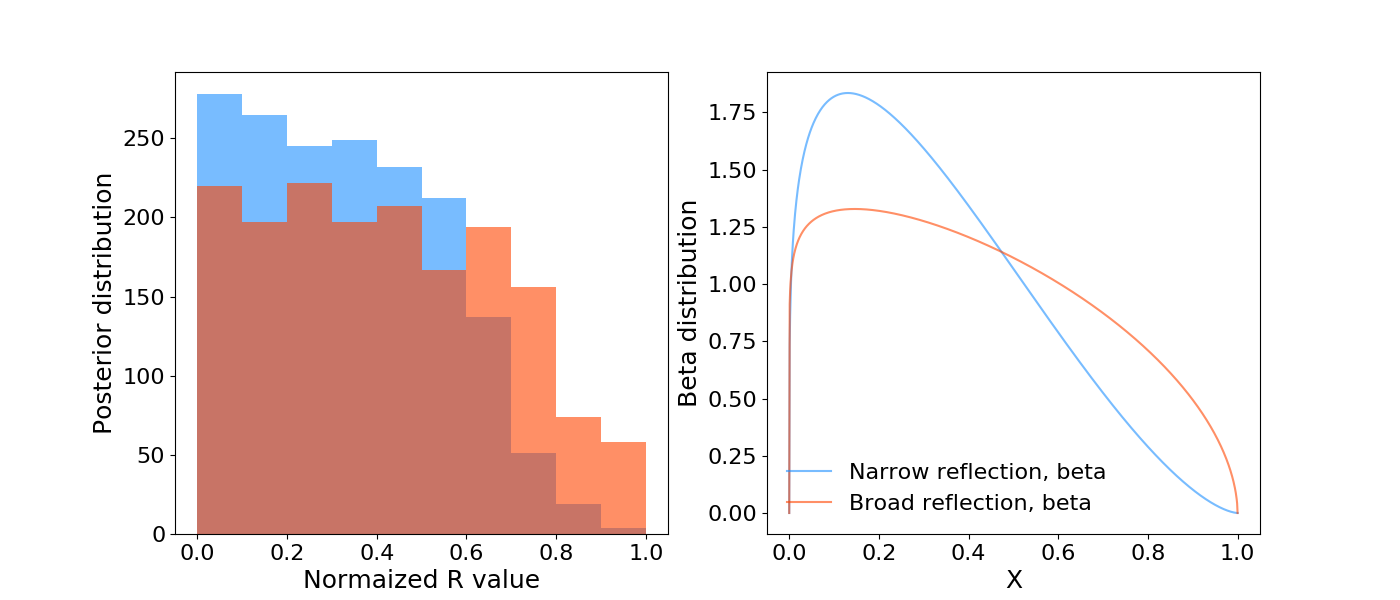 Posterior distribution
250
200
150
100
50
0
0.0 0.2 0.4 0.6 0.8 1.0
Normaized R value
Beta distribution
1.75
1.50
1.25
1.00
0.75
0.50
0.25
0.00
Narrow reflection, beta
Broad reflection, beta
0.0 0.2 0.4 0.6 0.8 1.0
X